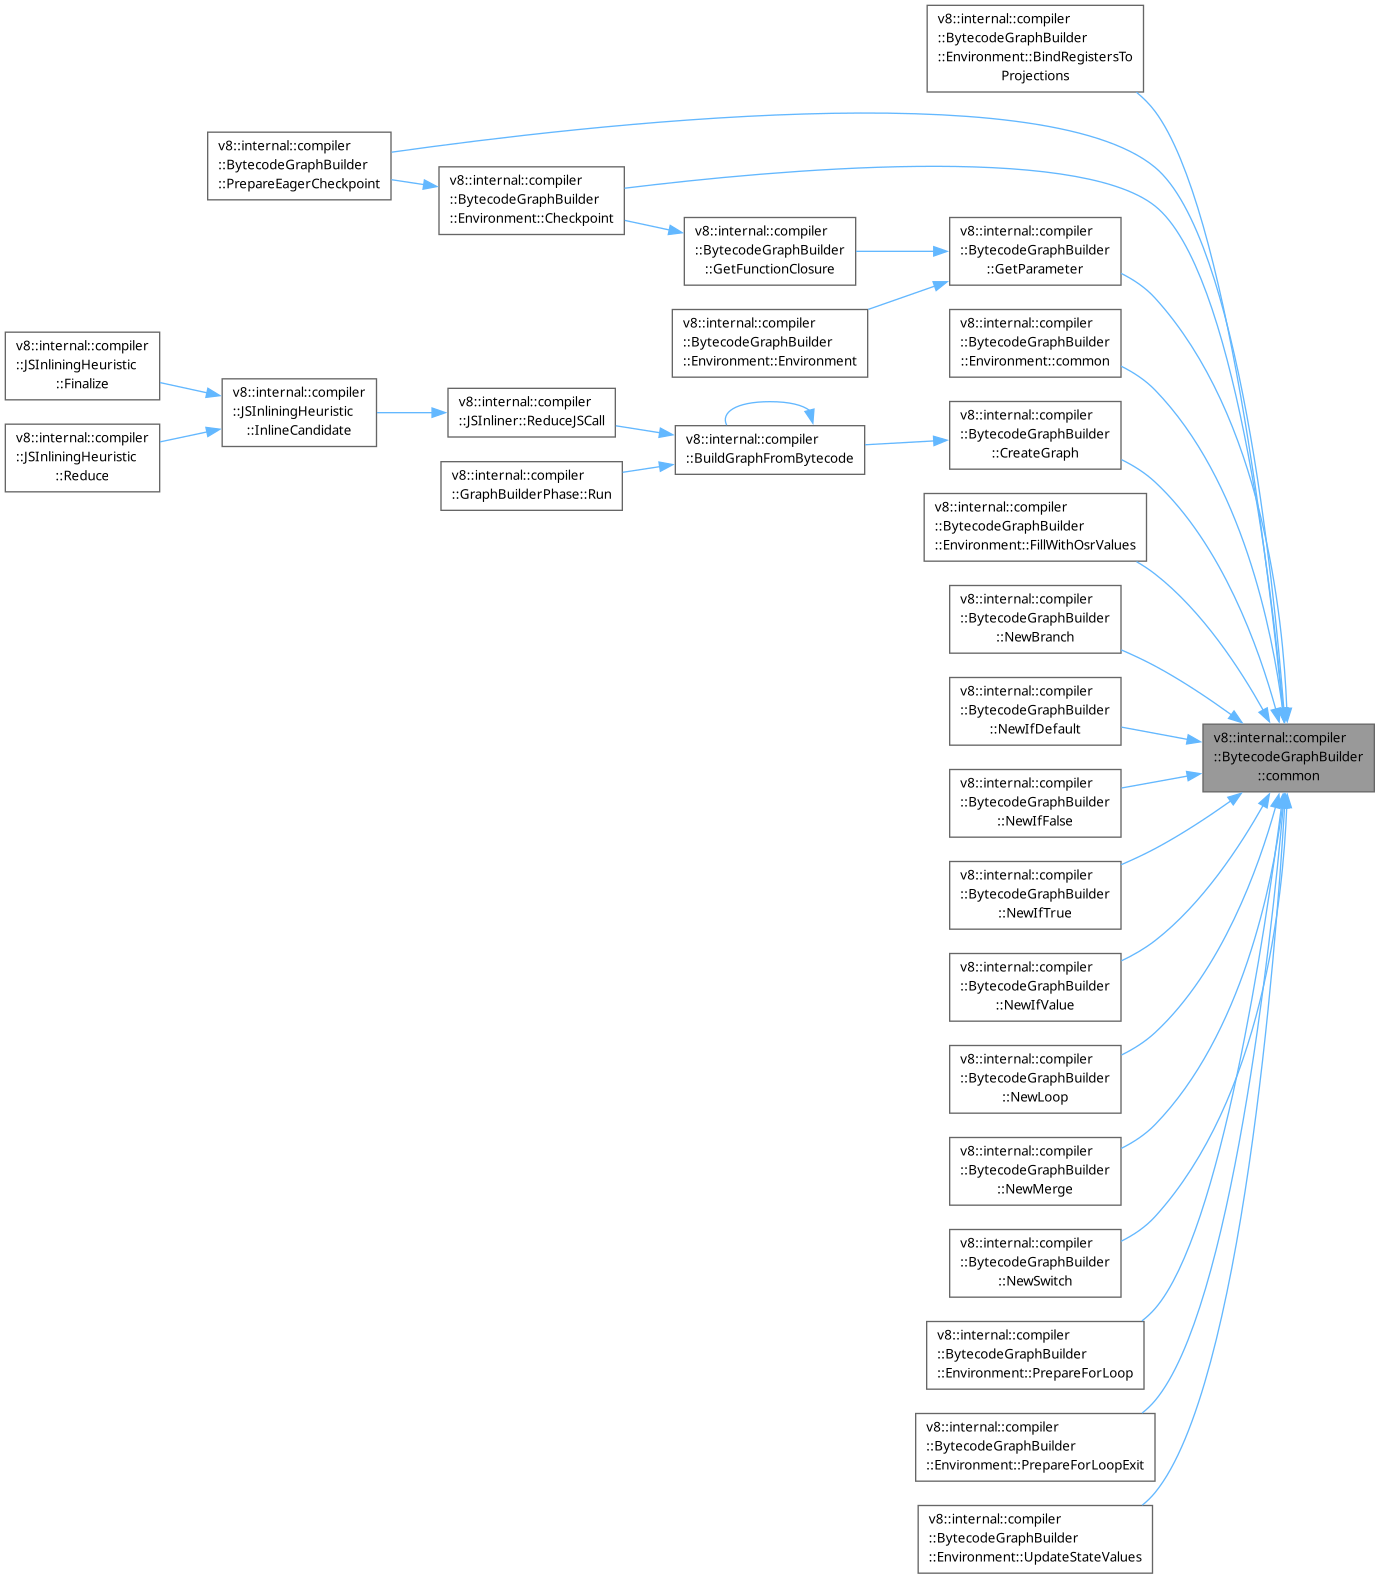 v8::internal::compiler
::BytecodeGraphBuilder
::Environment::BindRegistersTo
Projections
v8::internal::compiler
::BytecodeGraphBuilder
::PrepareEagerCheckpoint
v8::internal::compiler
::BytecodeGraphBuilder
::Environment::Checkpoint
v8::internal::compiler
::BytecodeGraphBuilder
::GetFunctionClosure
v8::internal::compiler
::BytecodeGraphBuilder
::GetParameter
v8::internal::compiler
::BytecodeGraphBuilder
::Environment::Environment
v8::internal::compiler
::BytecodeGraphBuilder
::Environment::common
v8::internal::compiler
::JSInliningHeuristic
::Finalize
v8::internal::compiler
::JSInliningHeuristic
::InlineCandidate
v8::internal::compiler
::JSInliner::ReduceJSCall
v8::internal::compiler
::BuildGraphFromBytecode
v8::internal::compiler
::BytecodeGraphBuilder
::CreateGraph
v8::internal::compiler
::JSInliningHeuristic
::Reduce
v8::internal::compiler
::GraphBuilderPhase::Run
v8::internal::compiler
::BytecodeGraphBuilder
::Environment::FillWithOsrValues
v8::internal::compiler
::BytecodeGraphBuilder
::NewBranch
v8::internal::compiler
::BytecodeGraphBuilder
::NewIfDefault
v8::internal::compiler
::BytecodeGraphBuilder
::common
v8::internal::compiler
::BytecodeGraphBuilder
::NewIfFalse
v8::internal::compiler
::BytecodeGraphBuilder
::NewIfTrue
v8::internal::compiler
::BytecodeGraphBuilder
::NewIfValue
v8::internal::compiler
::BytecodeGraphBuilder
::NewLoop
v8::internal::compiler
::BytecodeGraphBuilder
::NewMerge
v8::internal::compiler
::BytecodeGraphBuilder
::NewSwitch
v8::internal::compiler
::BytecodeGraphBuilder
::Environment::PrepareForLoop
v8::internal::compiler
::BytecodeGraphBuilder
::Environment::PrepareForLoopExit
v8::internal::compiler
::BytecodeGraphBuilder
::Environment::UpdateStateValues